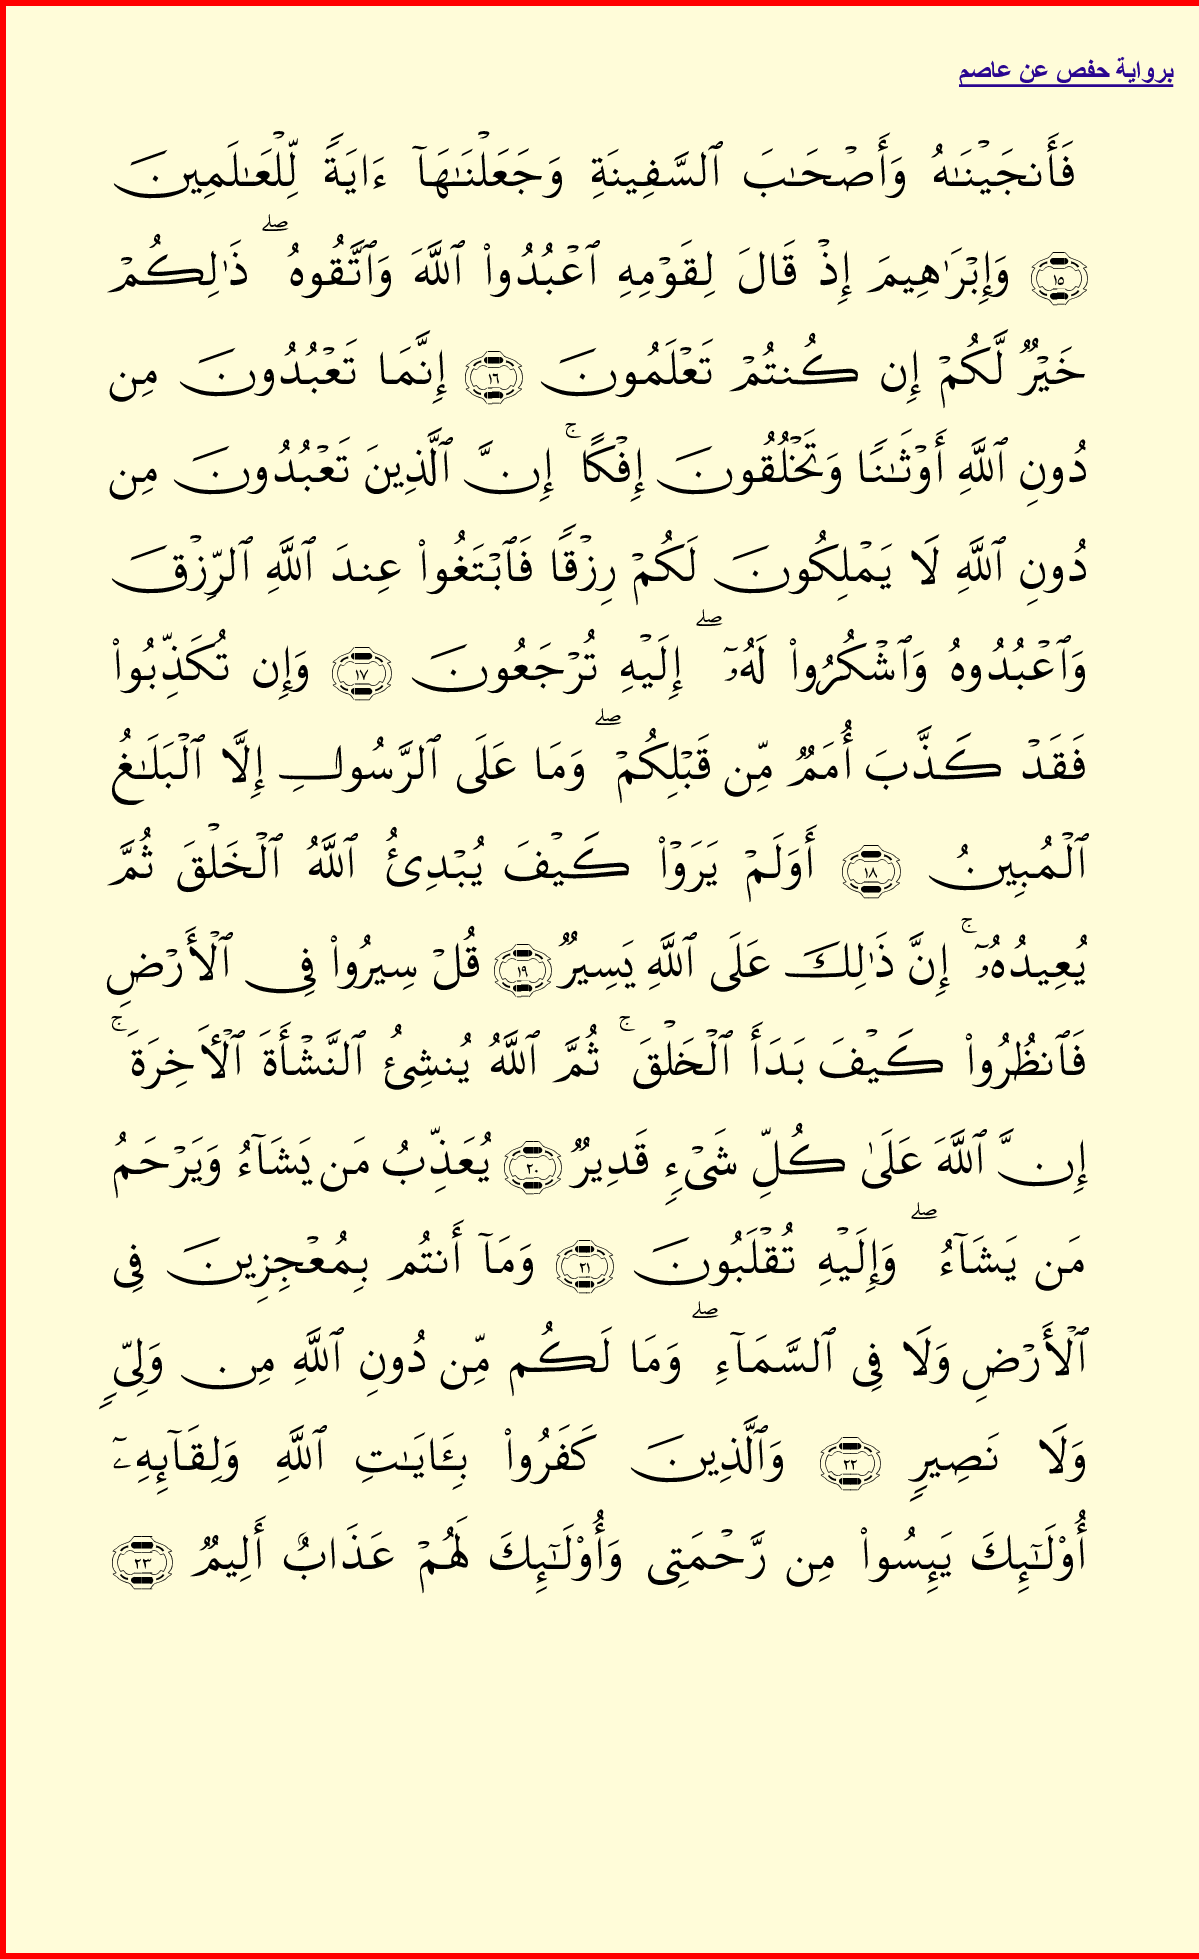 برواية حفص عن عاصم
فَأَنجَيْنَـٰهُ وَأَصْحَـٰبَ ٱلسَّفِينَةِ وَجَعَلْنَـٰهَآ ءَايَةً لِّلْعَـٰلَمِينَ
١٥ وَإِبْرَٰهِيمَ إِذْ قَالَ لِقَوْمِهِ ٱعْبُدُوا۟ ٱللَّهَ وَٱتَّقُوهُ ۖ ذَٰلِكُمْ
خَيْرٌ لَّكُمْ إِن كُنتُمْ تَعْلَمُونَ ١٦ إِنَّمَا تَعْبُدُونَ مِن
دُونِ ٱللَّهِ أَوْثَـٰنًا وَتَخْلُقُونَ إِفْكًا ۚ إِنَّ ٱلَّذِينَ تَعْبُدُونَ مِن
دُونِ ٱللَّهِ لَا يَمْلِكُونَ لَكُمْ رِزْقًا فَٱبْتَغُوا۟ عِندَ ٱللَّهِ ٱلرِّزْقَ
وَٱعْبُدُوهُ وَٱشْكُرُوا۟ لَهُۥٓ ۖ إِلَيْهِ تُرْجَعُونَ ١٧ وَإِن تُكَذِّبُوا۟
فَقَدْ كَذَّبَ أُمَمٌ مِّن قَبْلِكُمْ ۖ وَمَا عَلَى ٱلرَّسُولِ إِلَّا ٱلْبَلَـٰغُ
ٱلْمُبِينُ ١٨ أَوَلَمْ يَرَوْا۟ كَيْفَ يُبْدِئُ ٱللَّهُ ٱلْخَلْقَ ثُمَّ
يُعِيدُهُۥٓ ۚ إِنَّ ذَٰلِكَ عَلَى ٱللَّهِ يَسِيرٌ ١٩ قُلْ سِيرُوا۟ فِى ٱلْأَرْضِ
فَٱنظُرُوا۟ كَيْفَ بَدَأَ ٱلْخَلْقَ ۚ ثُمَّ ٱللَّهُ يُنشِئُ ٱلنَّشْأَةَ ٱلْـَٔاخِرَةَ ۚ
إِنَّ ٱللَّهَ عَلَىٰ كُلِّ شَىْءٍ قَدِيرٌ ٢٠ يُعَذِّبُ مَن يَشَآءُ وَيَرْحَمُ
مَن يَشَآءُ ۖ وَإِلَيْهِ تُقْلَبُونَ ٢١ وَمَآ أَنتُم بِمُعْجِزِينَ فِى
ٱلْأَرْضِ وَلَا فِى ٱلسَّمَآءِ ۖ وَمَا لَكُم مِّن دُونِ ٱللَّهِ مِن وَلِىٍّ
وَلَا نَصِيرٍ ٢٢ وَٱلَّذِينَ كَفَرُوا۟ بِـَٔايَـٰتِ ٱللَّهِ وَلِقَآئِهِۦٓ
أُو۟لَـٰٓئِكَ يَئِسُوا۟ مِن رَّحْمَتِى وَأُو۟لَـٰٓئِكَ لَهُمْ عَذَابٌ أَلِيمٌ ٢٣